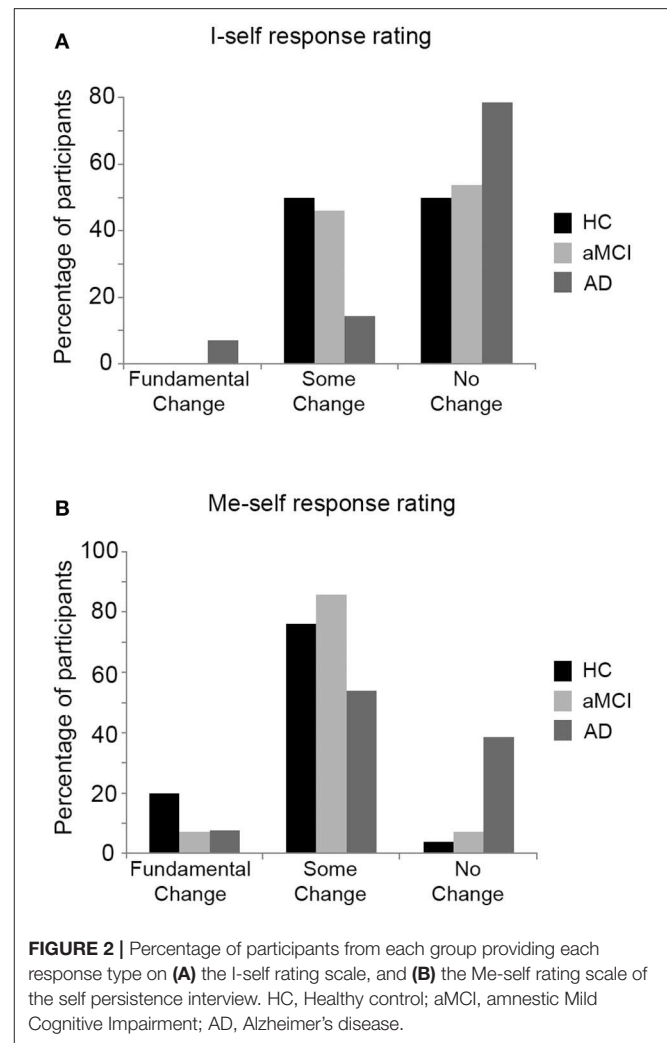 A
I-self response rating
Percentage of participants
80
60
40
20
0
Fundamental
Change
Some
Change
No
Change
HC
aMCI
AD
B
Me-self response rating
Percentage of participants
100
80
60
40
20
0
Fundamental
Change
Some
Change
No
Change
HC
aMCI
AD
FIGURE 2 | Percentage of participants from each group providing each
response type on (A) the I-self rating scale, and (B) the Me-self rating scale of
the self persistence interview. HC, Healthy control; aMCI, amnestic Mild
Cognitive Impairment; AD, Alzheimer's disease.